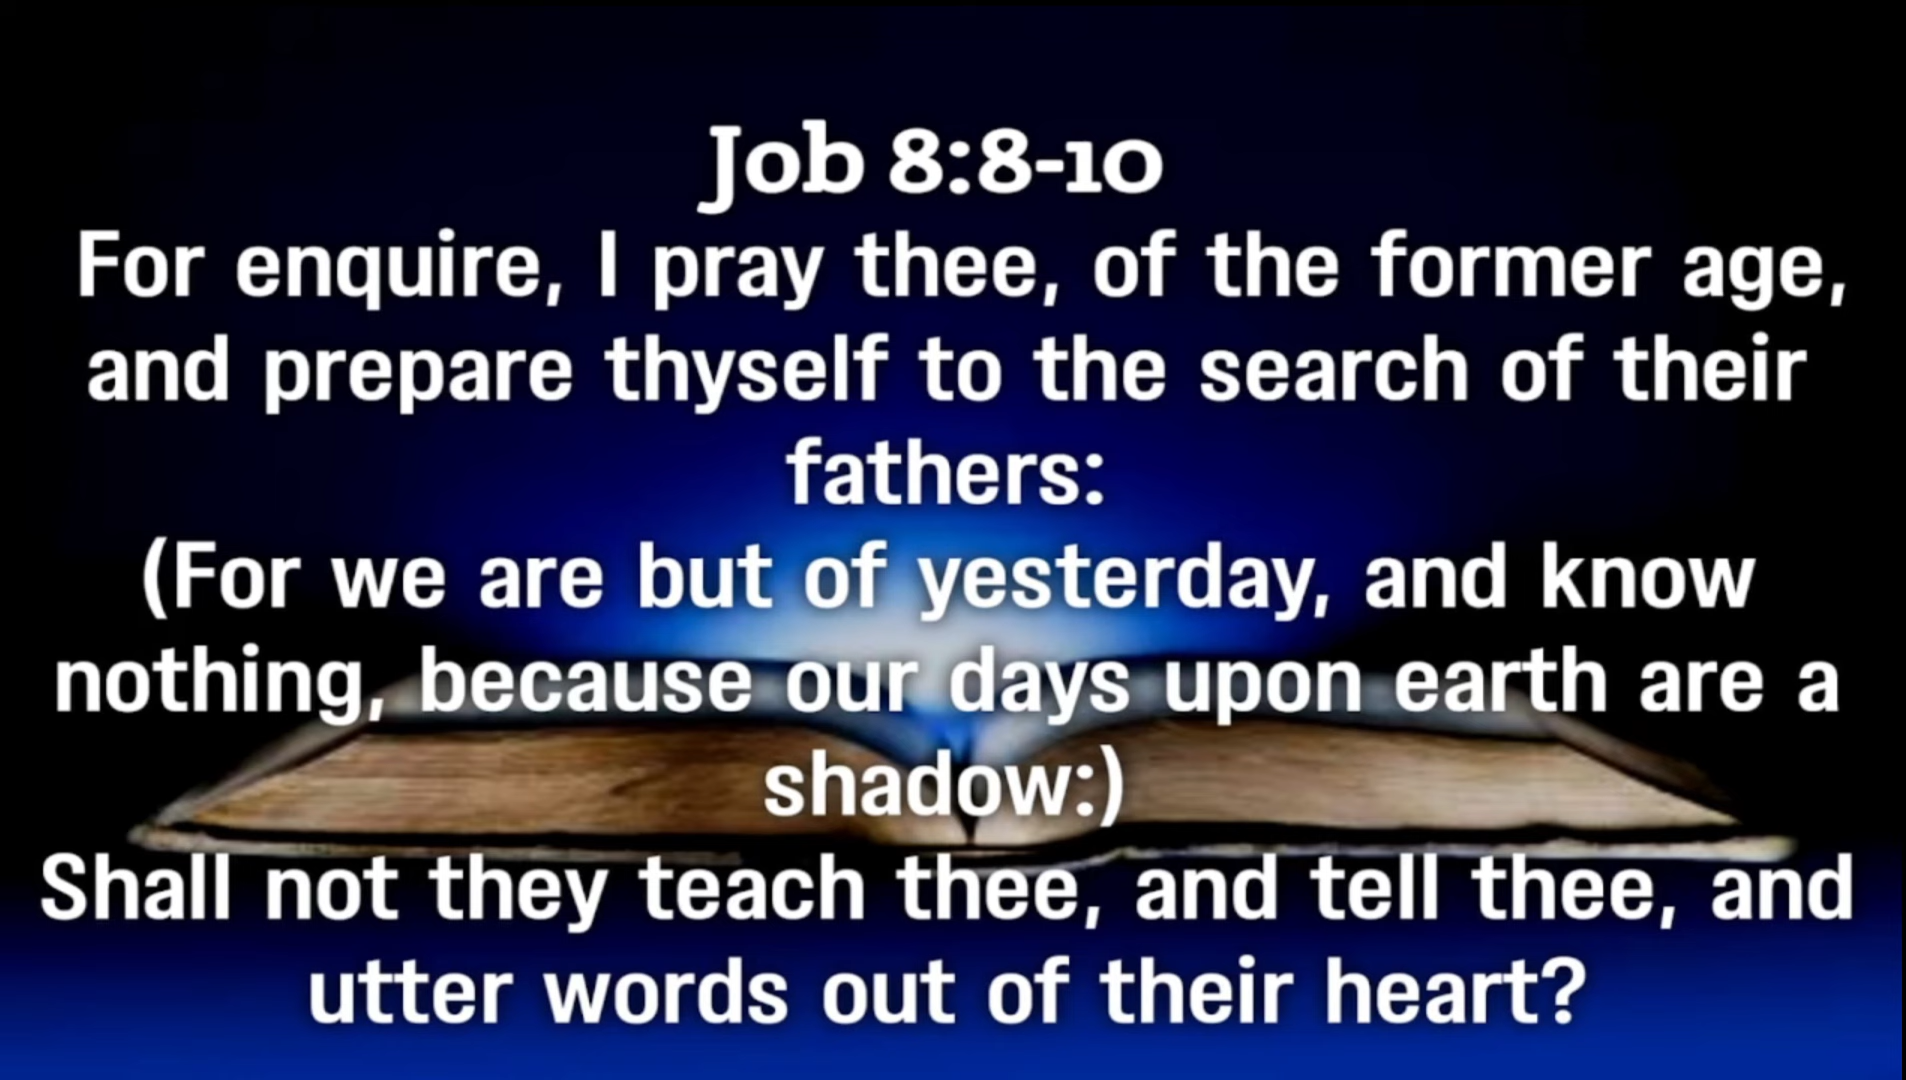 Job 8:8-10
For enquire, I pray thee, of the former age,
and prepare thyself to the search of their
fathers:
(For we are but of yesterday, and know
nothing, because our days upon earth are a
shadow:)
Shall not they teach thee, and tell thee, and
utter words out of their heart?